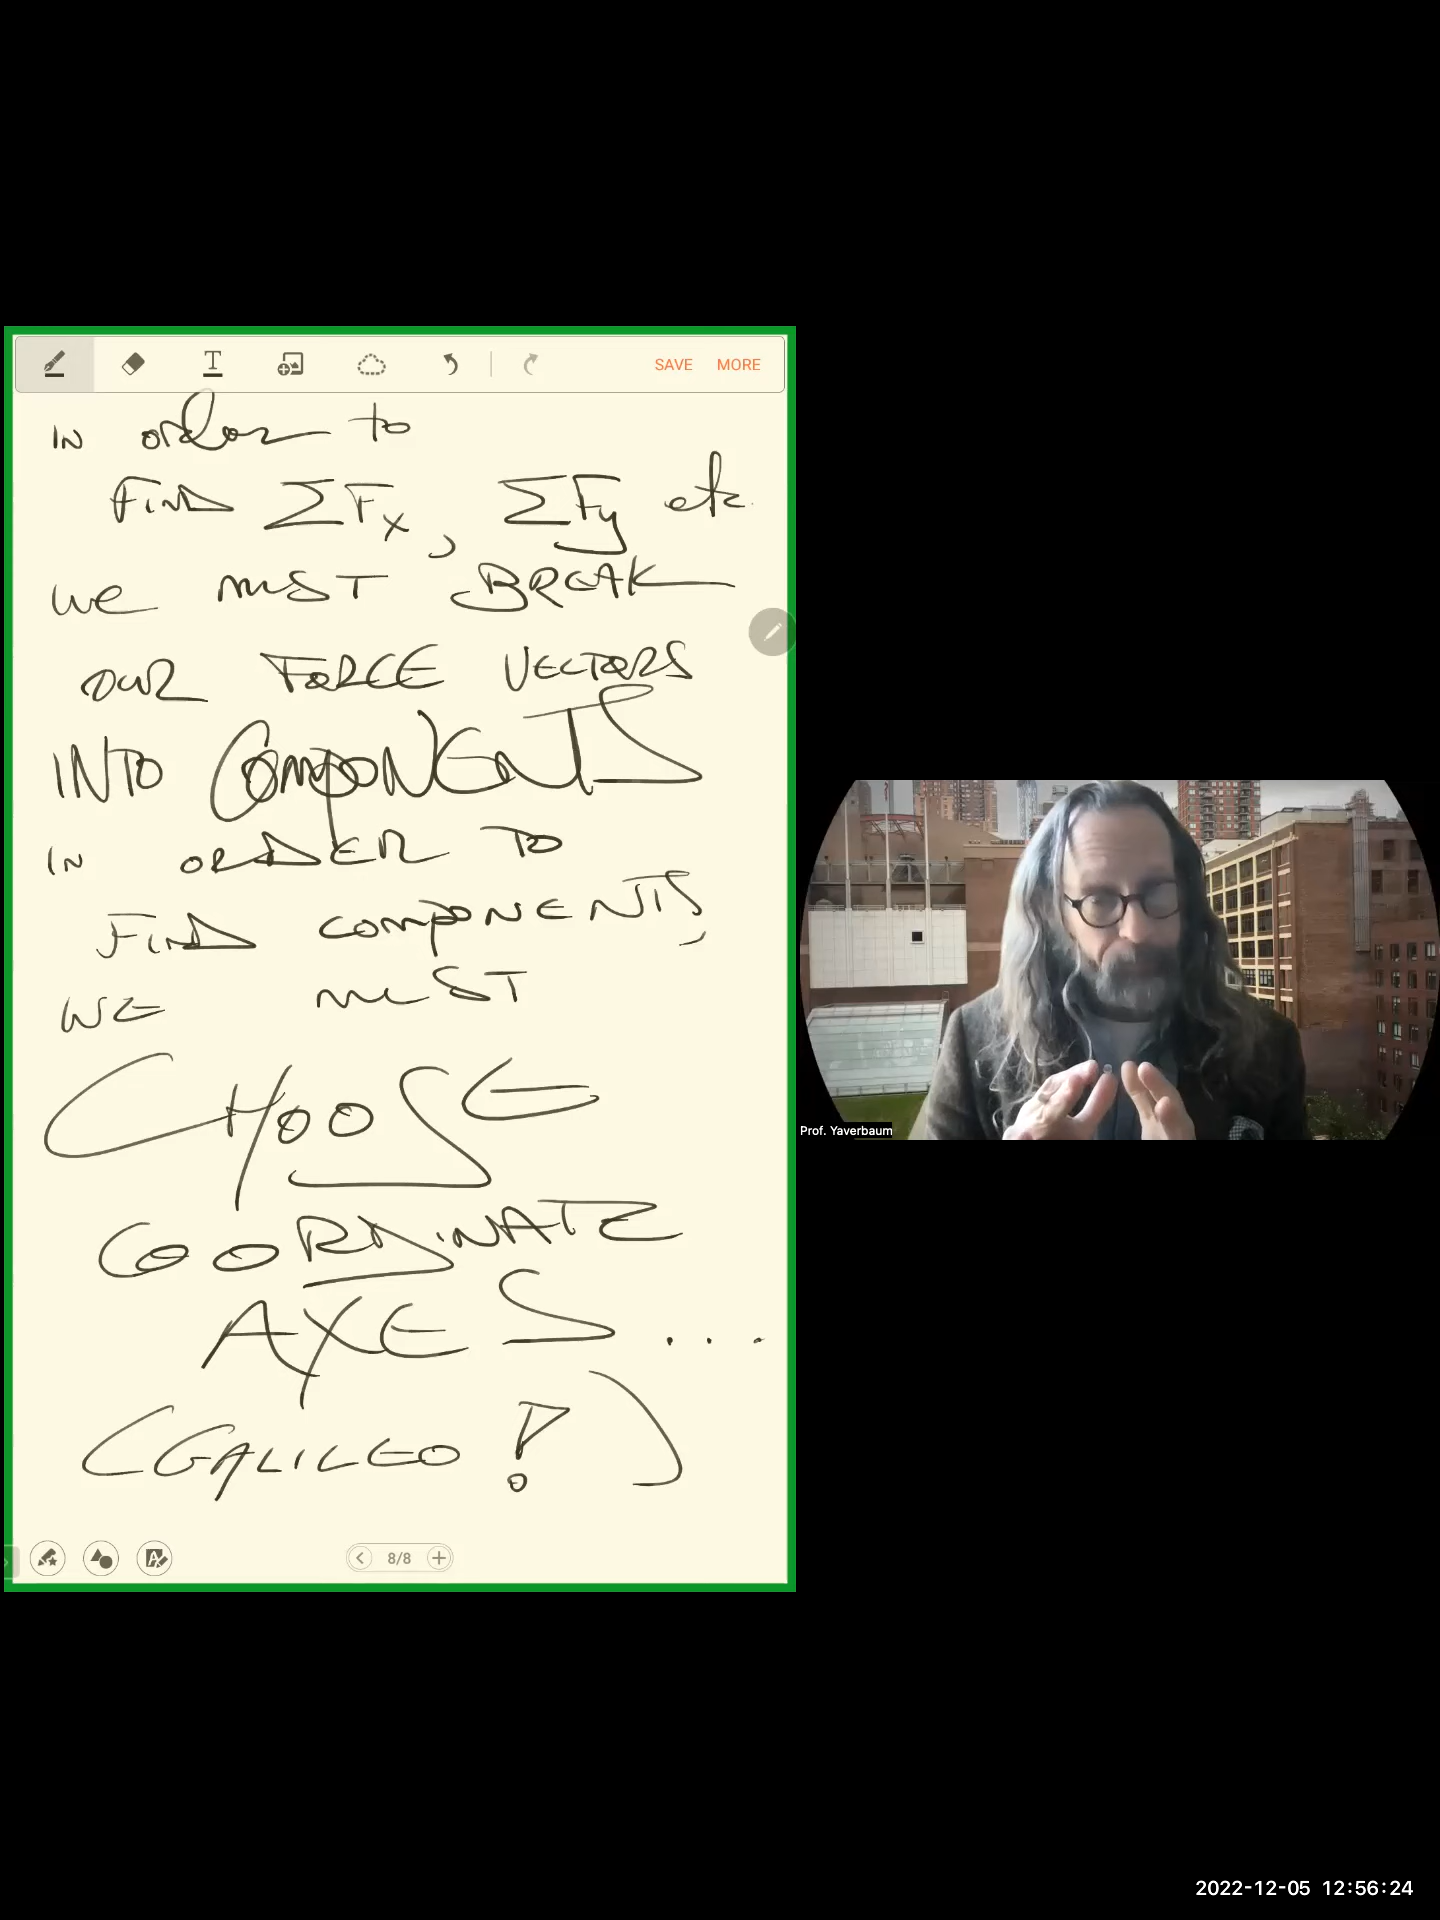 SAVE MORE
IN order to
FIND ΣFx, ΣFy etc.
WE MUST BREAK
OUR FORCE VECTORS
INTO COMPONENTS
IN ORDER TO
FIND COMPONENTS,
WE MUST
CHOOSE
COORDINATE
AXES...
(GALILEO!)
8/8
Prof. Yaverbaum
2022-12-05 12:56:24